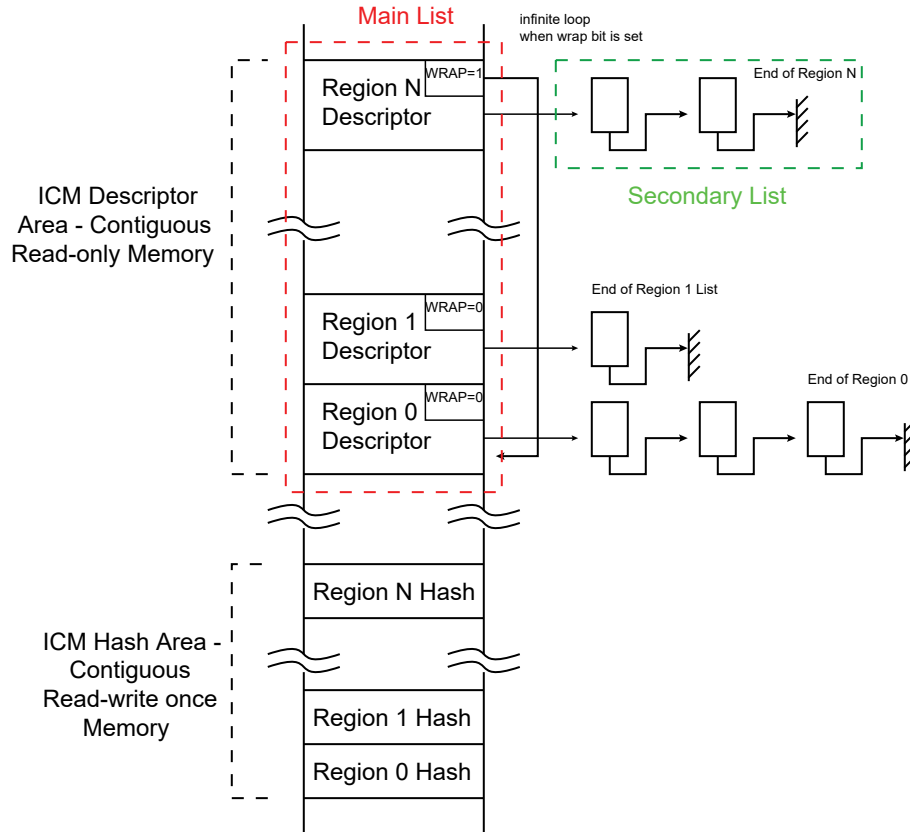 Main List
infinite loop
when wrap bit is set
WRAP=1
Region N
Descriptor
End of Region N
Secondary List
ICM Descriptor
Area - Contiguous
Read-only Memory
WRAP=0
Region 1
Descriptor
End of Region 1 List
WRAP=0
Region 0
Descriptor
End of Region 0
Region N Hash
ICM Hash Area -
Contiguous
Read-write once
Memory
Region 1 Hash
Region 0 Hash